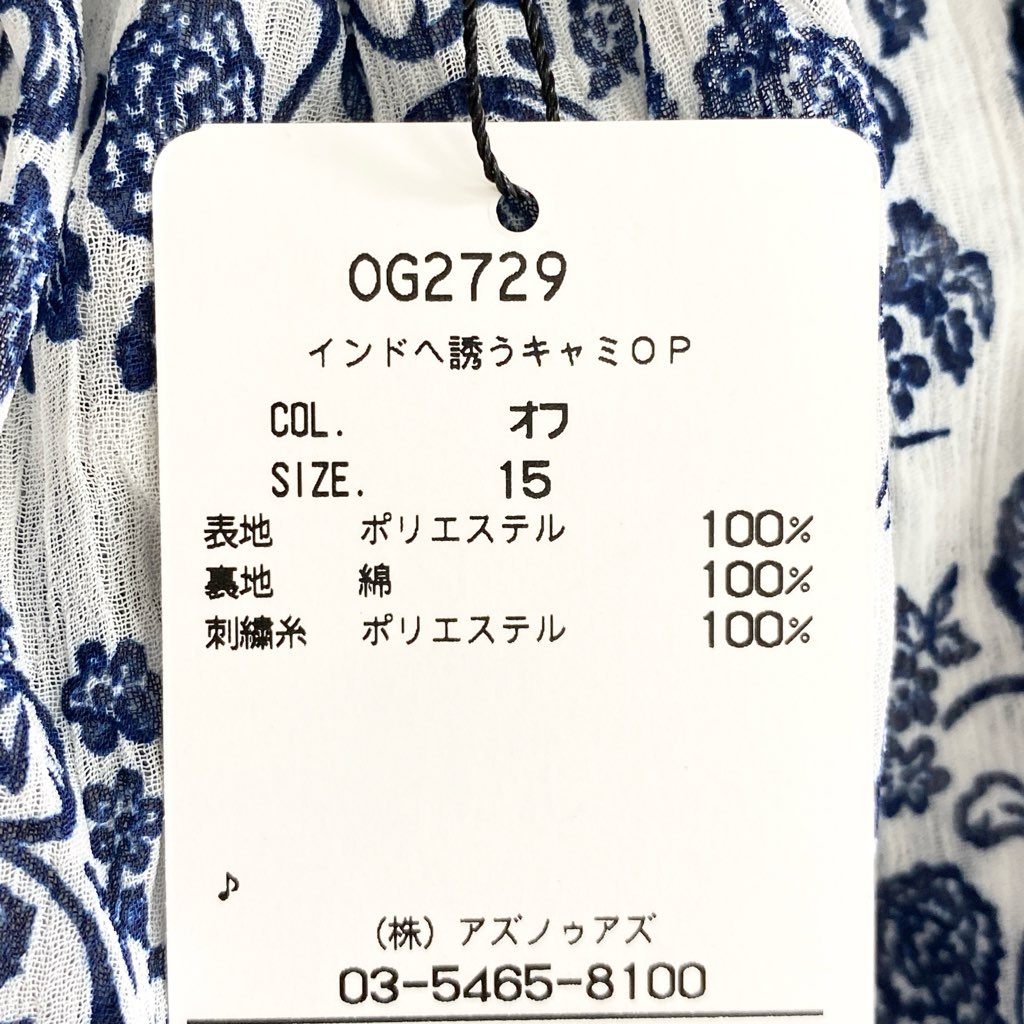 OG2729
インドへ誘うキャミOP
COL. オフ
SIZE. 15
表地 ポリエステル 100%
裏地 綿 100%
刺繍糸 ポリエステル 100%
♪
(株) アズノゥアズ
03-5465-8100